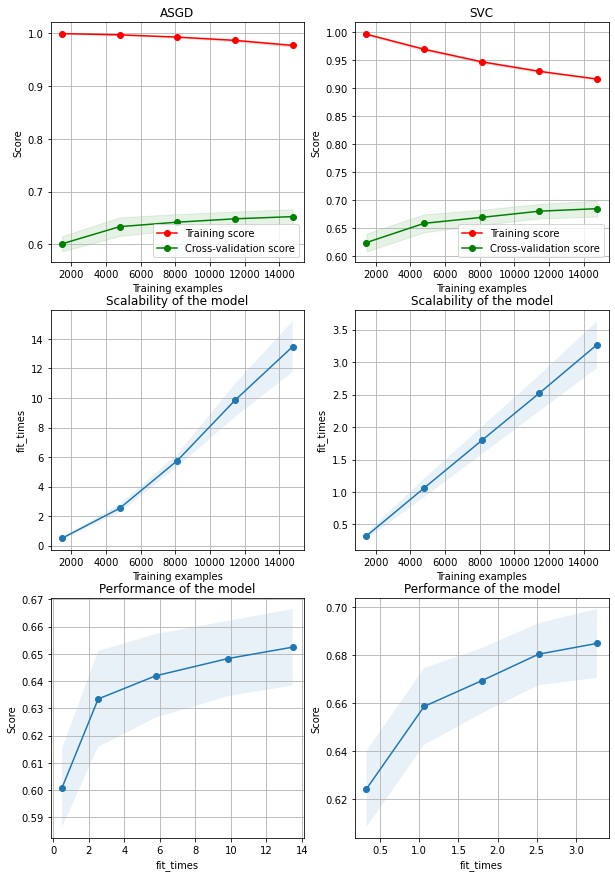 ASGD
1.0
0.9
0.8
0.7
0.6
Score
Training score
Cross-validation score
2000 4000 6000 8000 10000 12000 14000
Training examples
SVC
1.00
0.95
0.90
0.85
0.80
0.75
0.70
0.65
0.60
Score
Training score
Cross-validation score
2000 4000 6000 8000 10000 12000 14000
Training examples
Scalability of the model
14
12
10
8
6
4
2
0
fit_times
2000 4000 6000 8000 10000 12000 14000
Training examples
Scalability of the model
3.5
3.0
2.5
2.0
1.5
1.0
0.5
fit_times
2000 4000 6000 8000 10000 12000 14000
Training examples
Performance of the model
0.67
0.66
0.65
0.64
0.63
0.62
0.61
0.60
0.59
Score
0 2 4 6 8 10 12 14
fit_times
Performance of the model
0.70
0.68
0.66
0.64
0.62
Score
0.5 1.0 1.5 2.0 2.5 3.0
fit_times